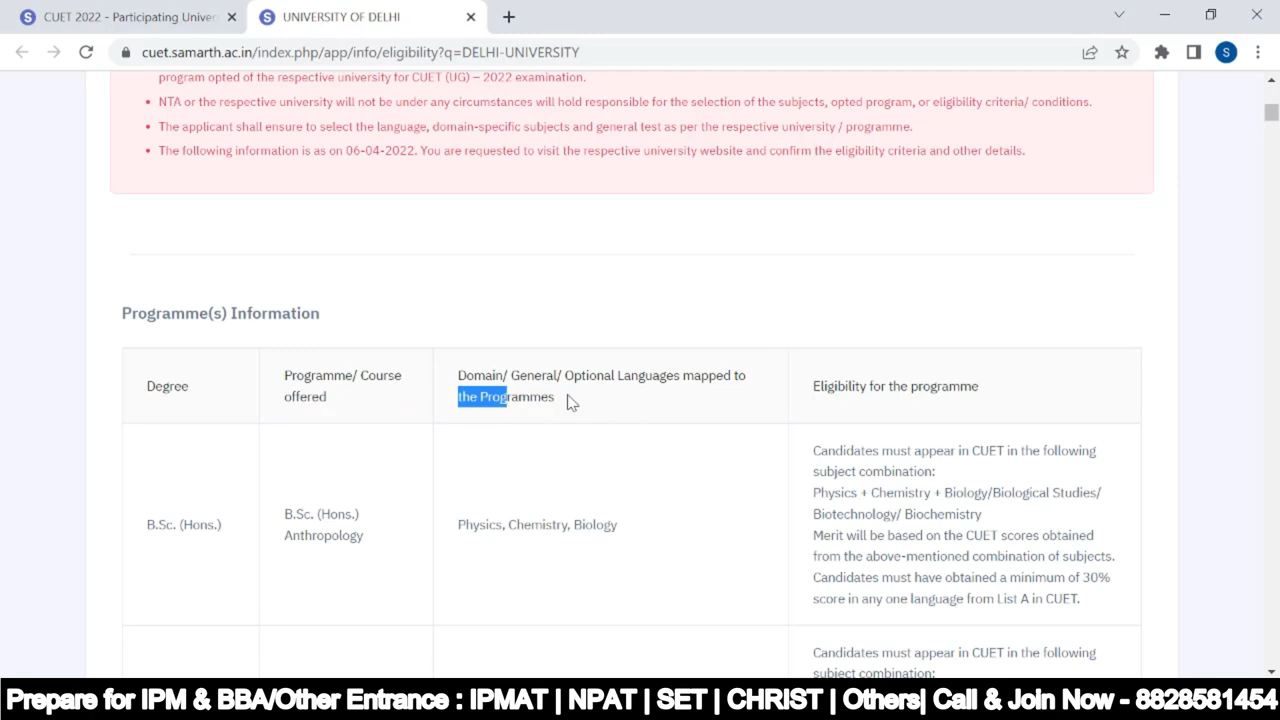 CUET 2022 - Participating Univer
UNIVERSITY OF DELHI
cuet.samarth.ac.in/index.php/app/info/eligibility?q=DELHI-UNIVERSITY
S
program opted of the respective university for CUET (UG) – 2022 examination.
• NTA or the respective university will not be under any circumstances will hold responsible for the selection of the subjects, opted program, or eligibility criteria/ conditions.
• The applicant shall ensure to select the language, domain-specific subjects and general test as per the respective university / programme.
• The following information is as on 06-04-2022. You are requested to visit the respective university website and confirm the eligibility criteria and other details.
Programme(s) Information
Degree
Programme/ Course
offered
Domain/ General/ Optional Languages mapped to
the Programmes
Eligibility for the programme
B.Sc. (Hons.)
B.Sc. (Hons.)
Anthropology
Physics, Chemistry, Biology
Candidates must appear in CUET in the following
subject combination:
Physics + Chemistry + Biology/Biological Studies/
Biotechnology/ Biochemistry
Merit will be based on the CUET scores obtained
from the above-mentioned combination of subjects.
Candidates must have obtained a minimum of 30%
score in any one language from List A in CUET.
Candidates must appear in CUET in the following
subject combination:
Prepare for IPM & BBA/Other Entrance : IPMAT | NPAT | SET | CHRIST | Others| Call & Join Now - 8828581454